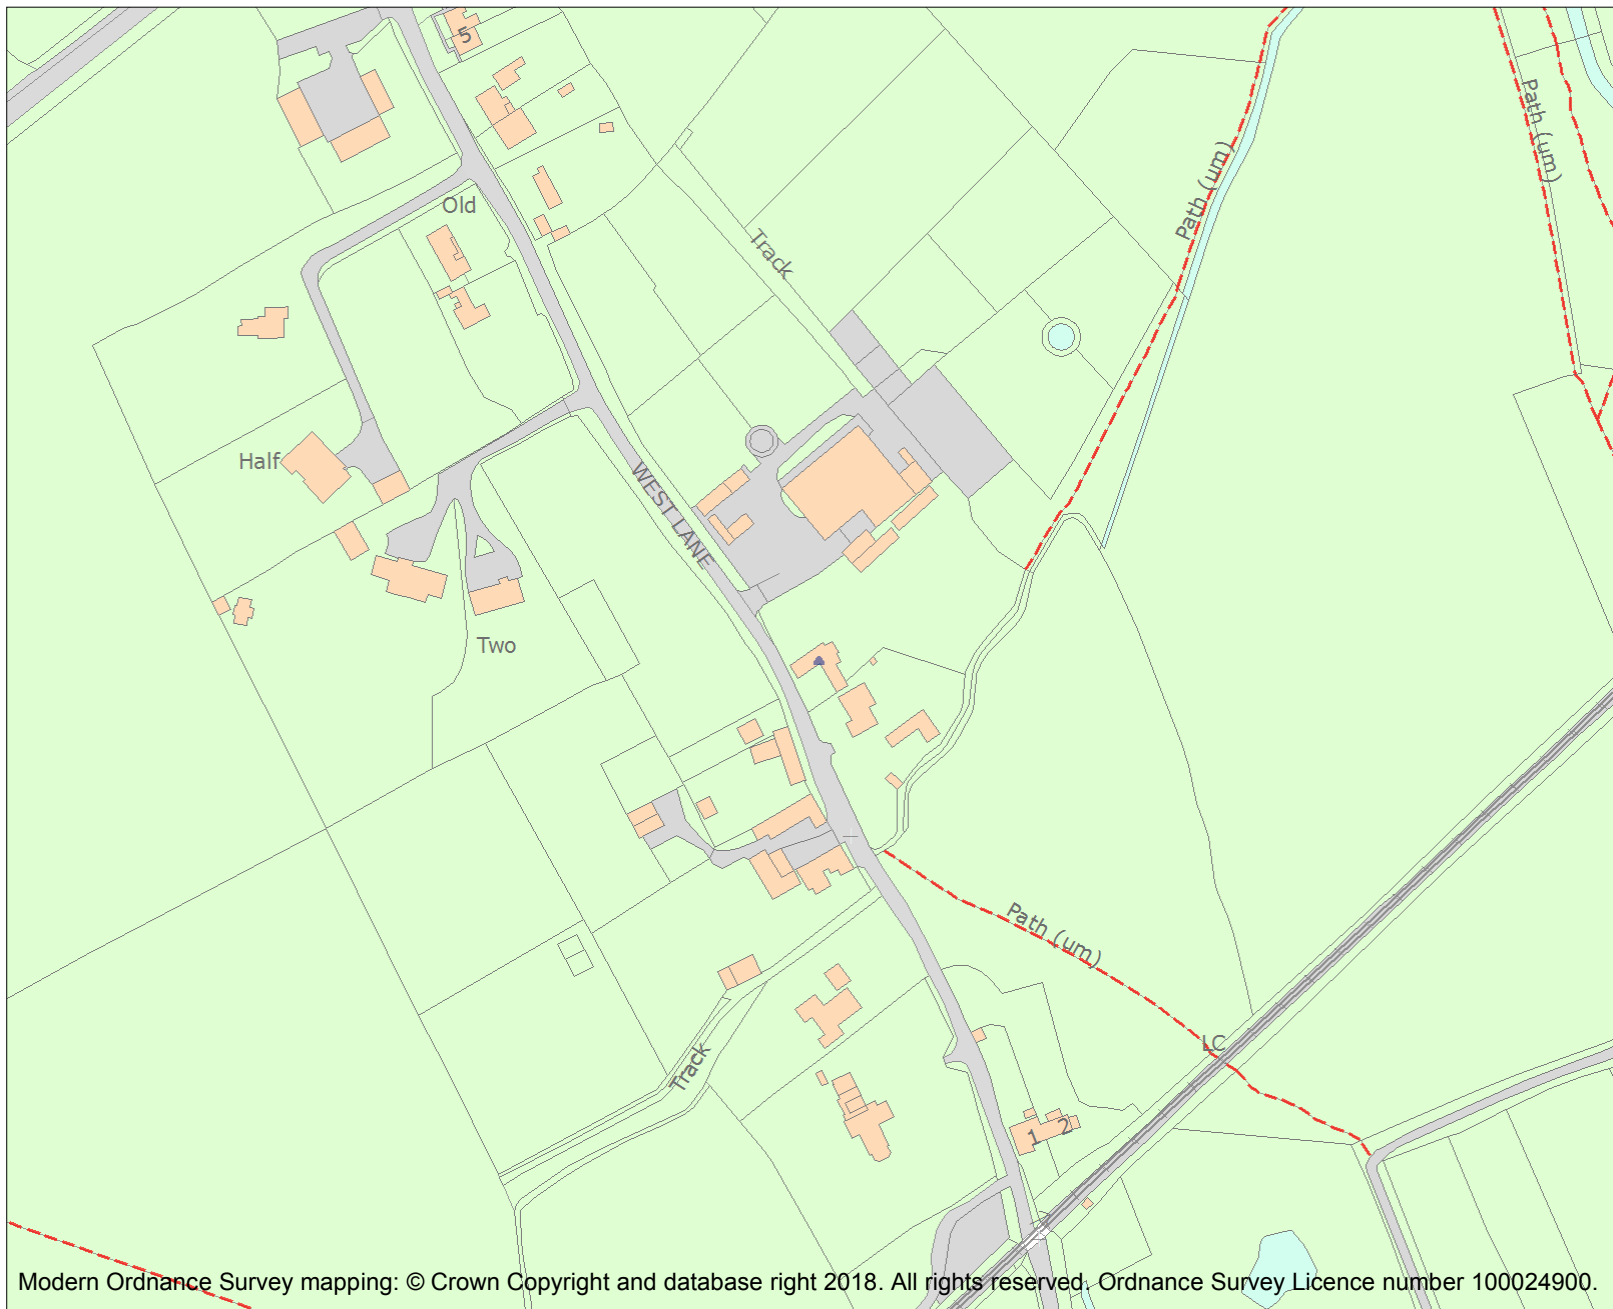 5
Path (um)
Path (um)
Old
Track
Half
WEST LANE
Two
Path (um)
LC
Track
1
2
Modern Ordnance Survey mapping: © Crown Copyright and database right 2018. All rights reserved. Ordnance Survey Licence number 100024900.